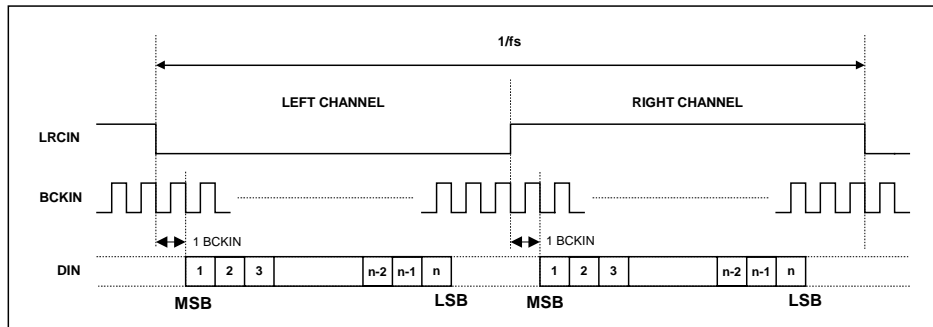 1/fs
LEFT CHANNEL RIGHT CHANNEL
LRCIN
BCKIN
1 BCKIN 1 BCKIN
DIN 1 2 3 n-2 n-1 n 1 2 3 n-2 n-1 n
MSB LSB MSB LSB